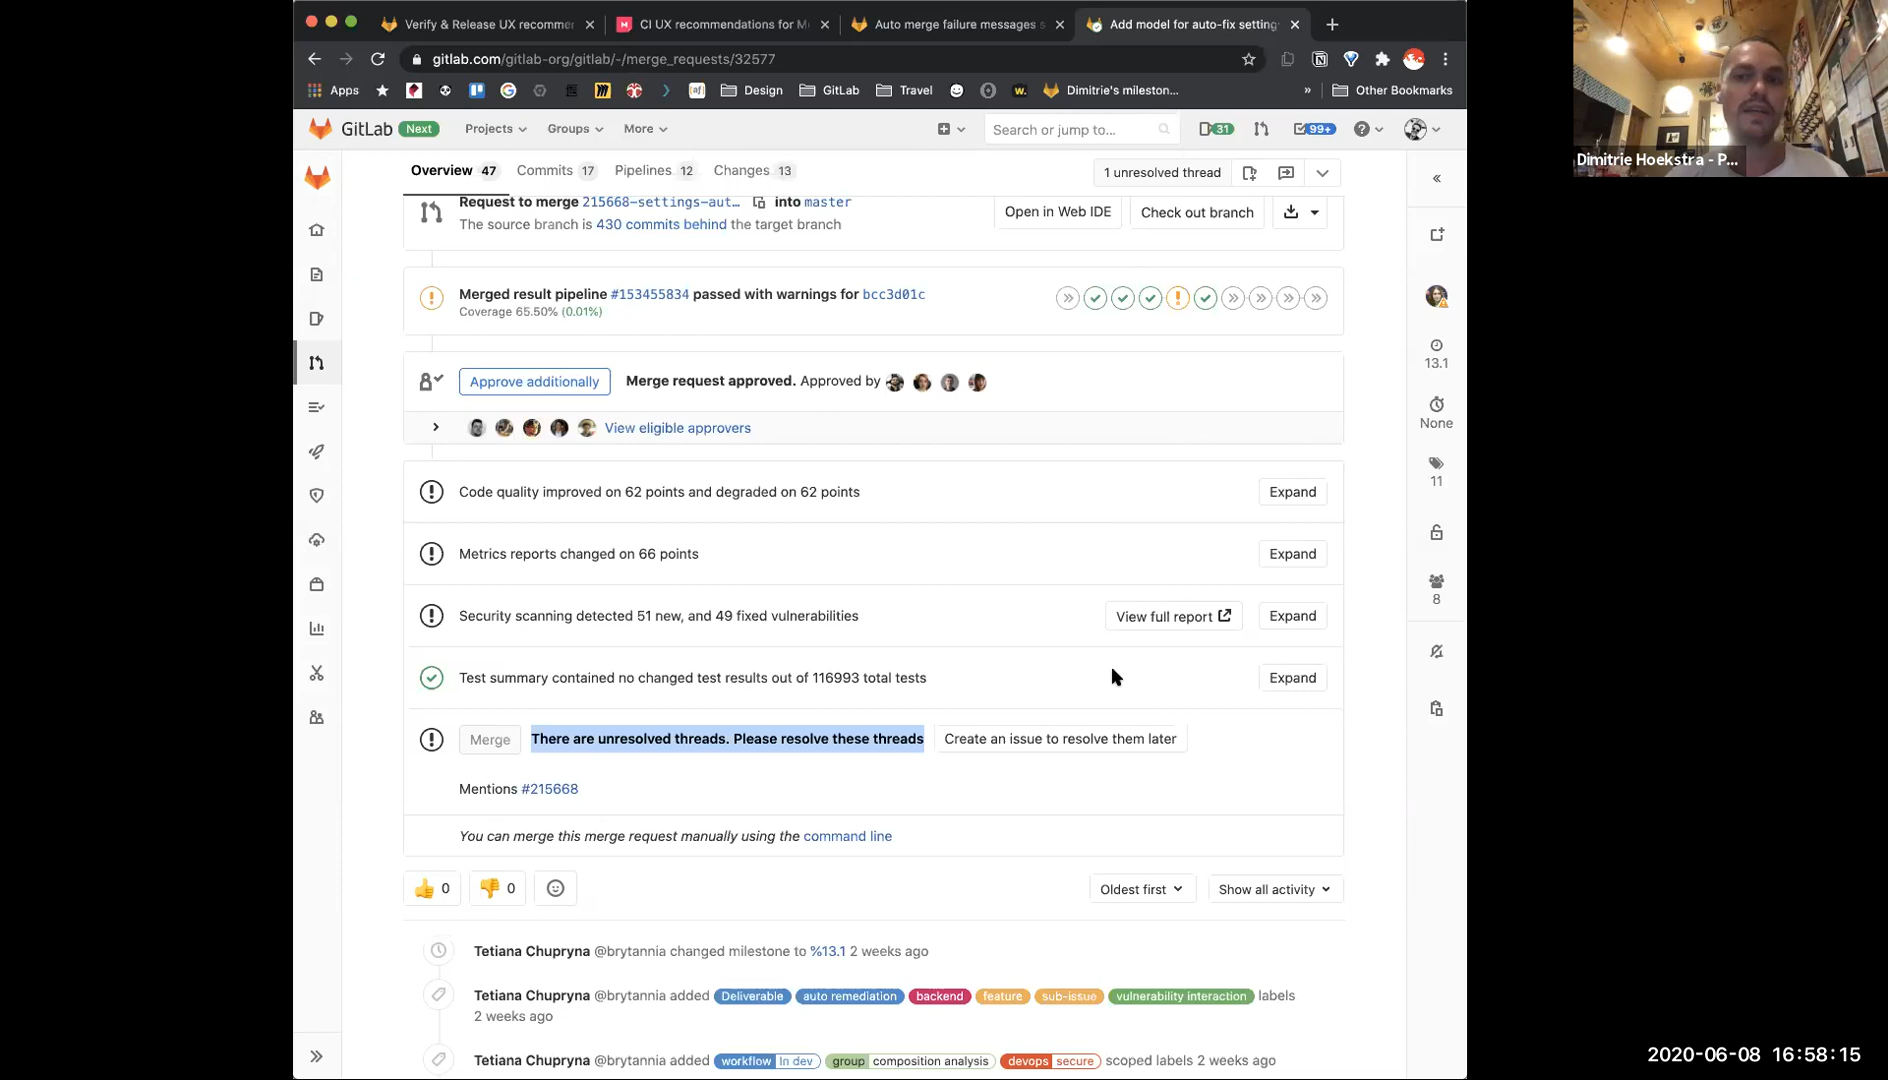 Verify & Release UX recommen
CI UX recommendations for M
Auto merge failure messages s
Add model for auto-fix setting
gitlab.com/gitlab-org/gitlab/-/merge_requests/32577
Apps
Design
GitLab
Travel
Dimitrie's mileston...
»
Other Bookmarks
GitLab
Next
Projects
Groups
More
Search or jump to...
31
99+
Overview 47
Commits 17
Pipelines 12
Changes 13
1 unresolved thread
Request to merge 215668-settings-aut... into master
Open in Web IDE
Check out branch
The source branch is 430 commits behind the target branch
Merged result pipeline #153455834 passed with warnings for bcc3d01c
Coverage 65.50% (0.01%)
Approve additionally
Merge request approved. Approved by
View eligible approvers
Code quality improved on 62 points and degraded on 62 points
Expand
Metrics reports changed on 66 points
Expand
Security scanning detected 51 new, and 49 fixed vulnerabilities
View full report
Expand
Test summary contained no changed test results out of 116993 total tests
Expand
Merge
There are unresolved threads. Please resolve these threads
Create an issue to resolve them later
Mentions #215668
You can merge this merge request manually using the command line
👍 0
👎 0
Oldest first
Show all activity
Tetiana Chupryna @brytannia changed milestone to %13.1 2 weeks ago
Tetiana Chupryna @brytannia added Deliverable auto remediation backend feature sub-issue vulnerability interaction labels
2 weeks ago
Tetiana Chupryna @brytannia added workflow In dev group composition analysis devops secure scoped labels 2 weeks ago
13.1
None
11
8
Dimitrie Hoekstra - P...
2020-06-08 16:58:15